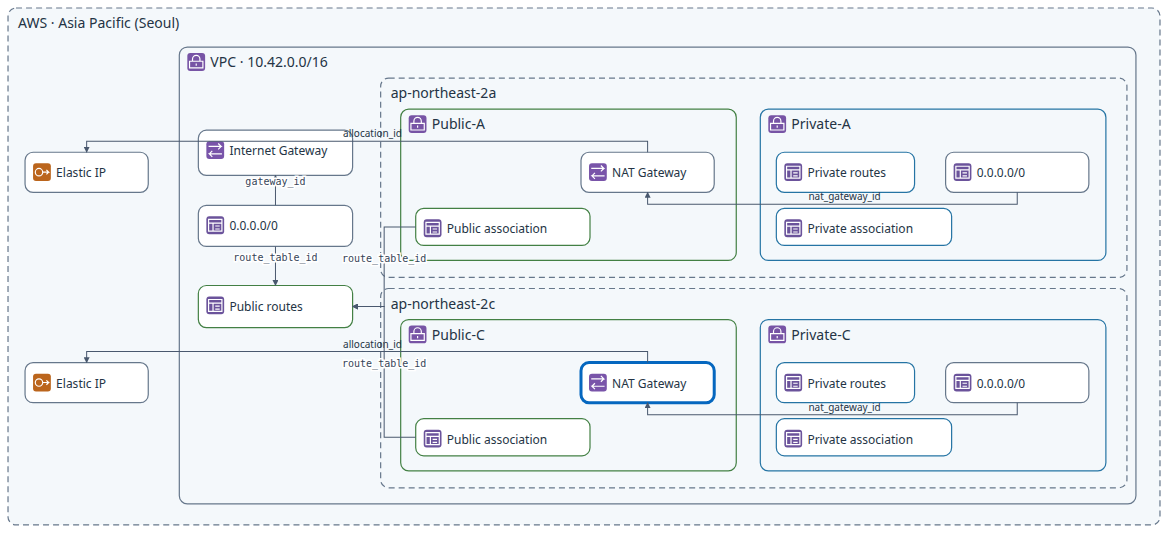 AWS · Asia Pacific (Seoul)
VPC · 10.42.0.0/16
ap-northeast-2a
Public-A
Private-A
allocation_id
Internet Gateway
Elastic IP
NAT Gateway
Private routes
0.0.0.0/0
gateway_id
nat_gateway_id
0.0.0.0/0
Public association
Private association
route_table_id
route_table_id
ap-northeast-2c
Public routes
Public-C
Private-C
allocation_id
route_table_id
Elastic IP
NAT Gateway
Private routes
0.0.0.0/0
nat_gateway_id
Public association
Private association